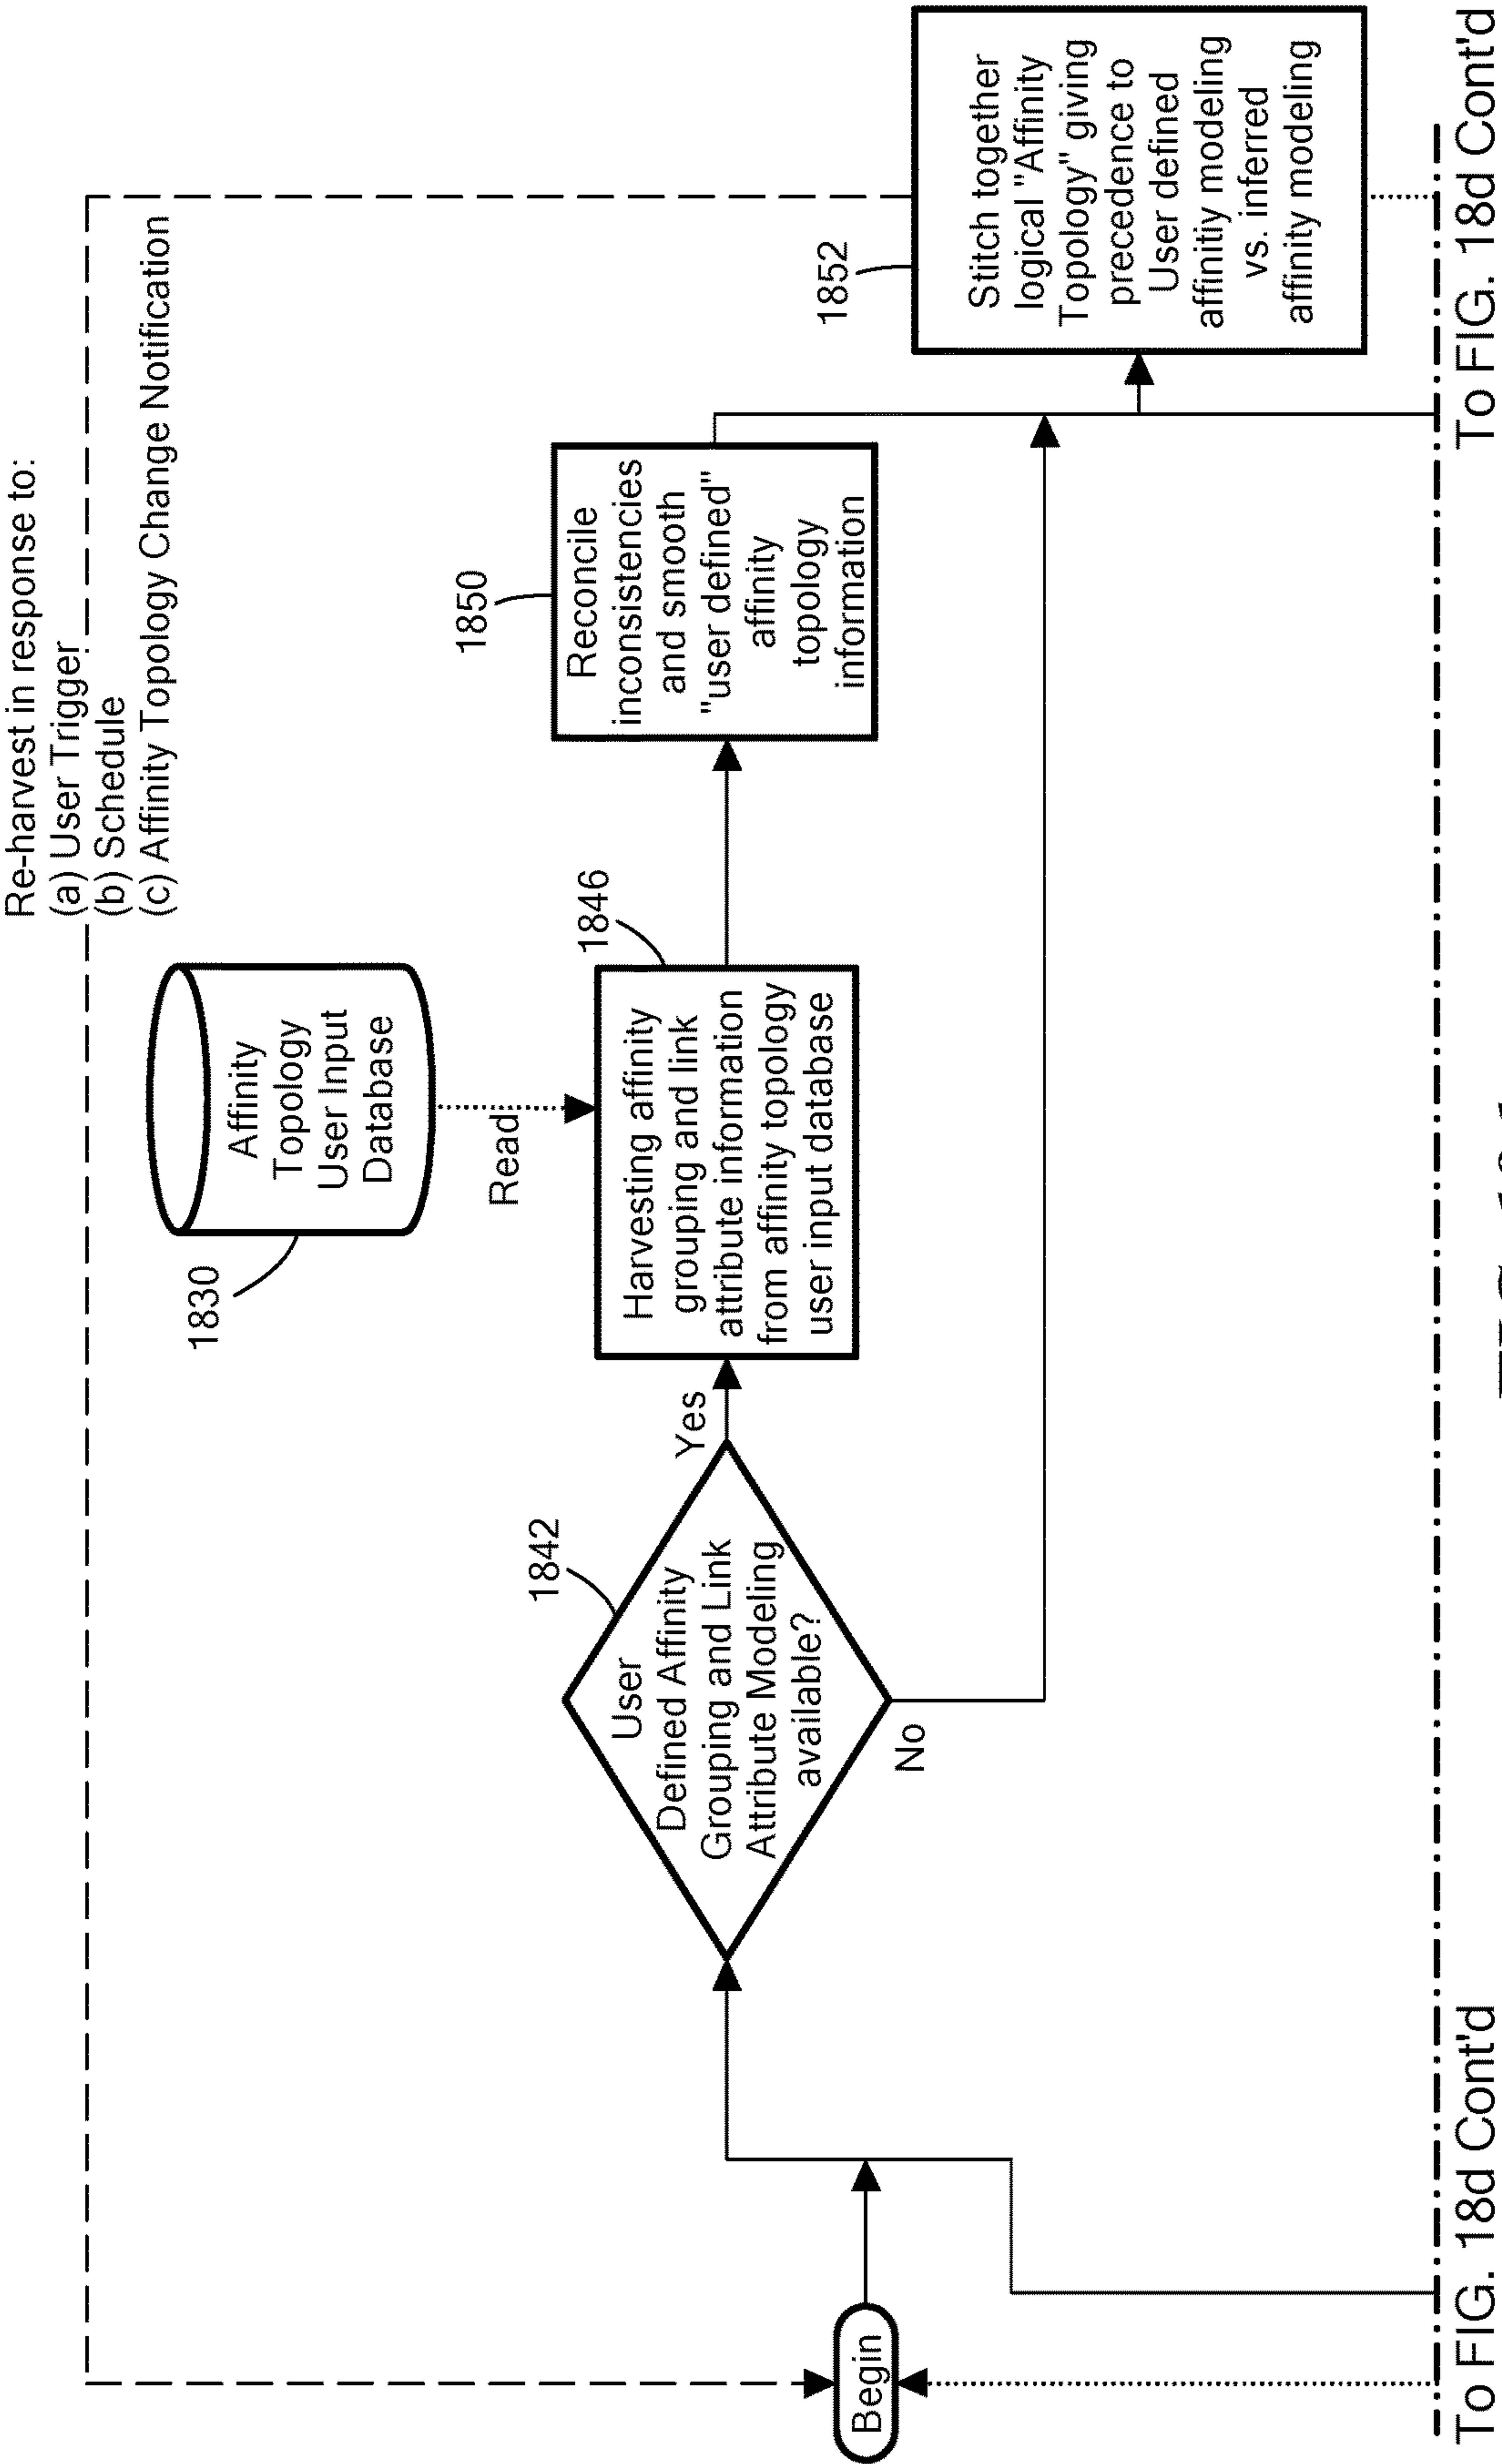 Re-harvest in response to:
(a) User Trigger
(b) Schedule
(c) Affinity Topology Change Notification
Affinity
Topology
User Input
Database
1830
Read
Begin
User
Defined Affinity
Grouping and Link
Attribute Modeling
available?
1842
Yes
No
Harvesting affinity
grouping and link
attribute information
from affinity topology
user input database
1846
Reconcile
inconsistencies
and smooth
"user defined"
affinity
topology
information
1850
Stitch together
logical "Affinity
Topology" giving
precedence to
User defined
affinitiy modeling
vs. inferred
affinity modeling
1852
To FIG. 18d Cont'd
To FIG. 18d Cont'd